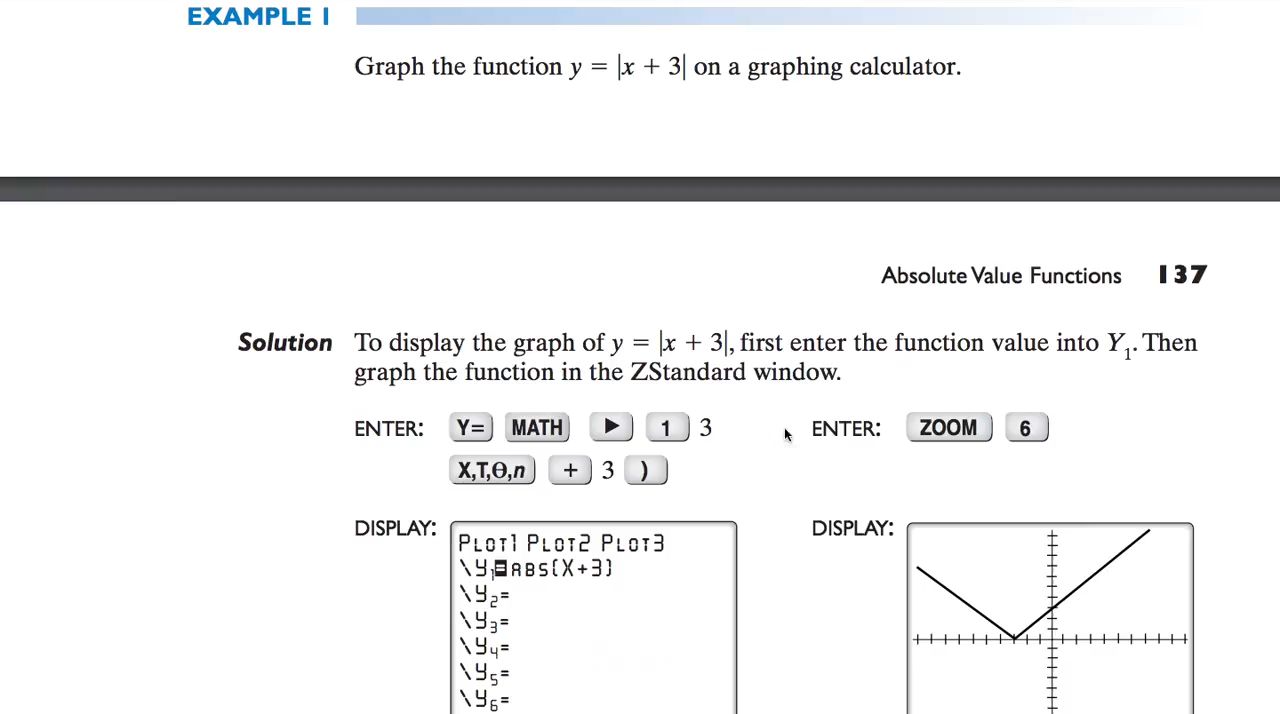 EXAMPLE 1
Graph the function y = |x + 3| on a graphing calculator.
Absolute Value Functions 137
Solution To display the graph of y = |x + 3|, first enter the function value into Y₁. Then
graph the function in the ZStandard window.
ENTER: Y= MATH ▶ 1 3 ENTER: ZOOM 6
X,T,Θ,n + 3 )
DISPLAY: DISPLAY:
PLOT1 PLOT2 PLOT3
\Y₁=ABS(X+3)
\Y₂=
\Y₃=
\Y₄=
\Y₅=
\Y₆=